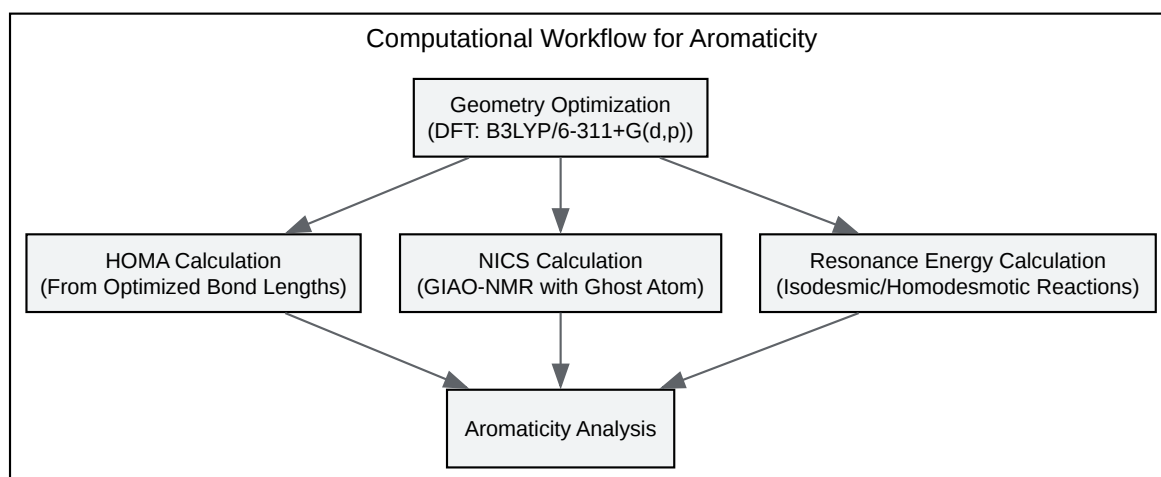 Computational Workflow for Aromaticity
Geometry Optimization
(DFT: B3LYP/6-311+G(d,p))
HOMA Calculation
(From Optimized Bond Lengths)
NICS Calculation
(GIAO-NMR with Ghost Atom)
Resonance Energy Calculation
(Isodesmic/Homodesmotic Reactions)
Aromaticity Analysis